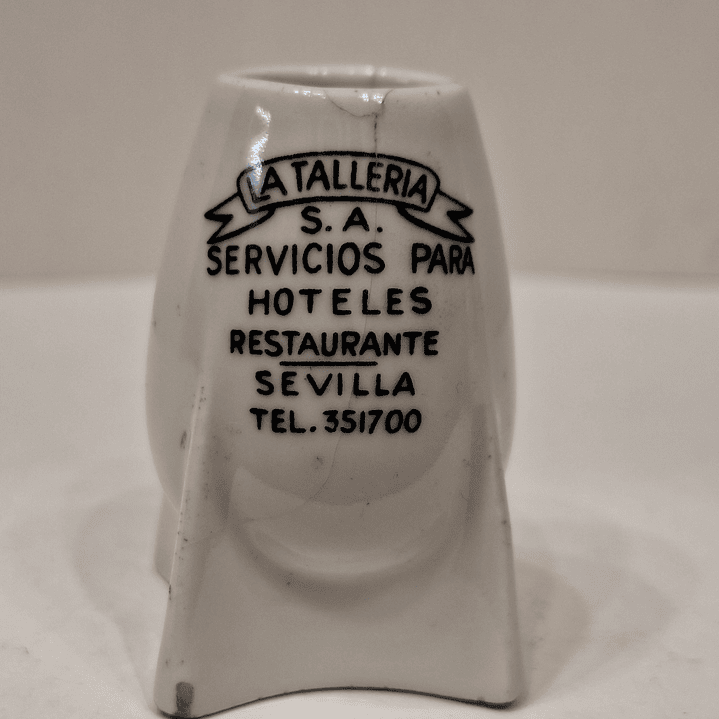 LA TALLERIA
S. A.
SERVICIOS PARA
HOTELES
RESTAURANTE
SEVILLA
TEL. 351700